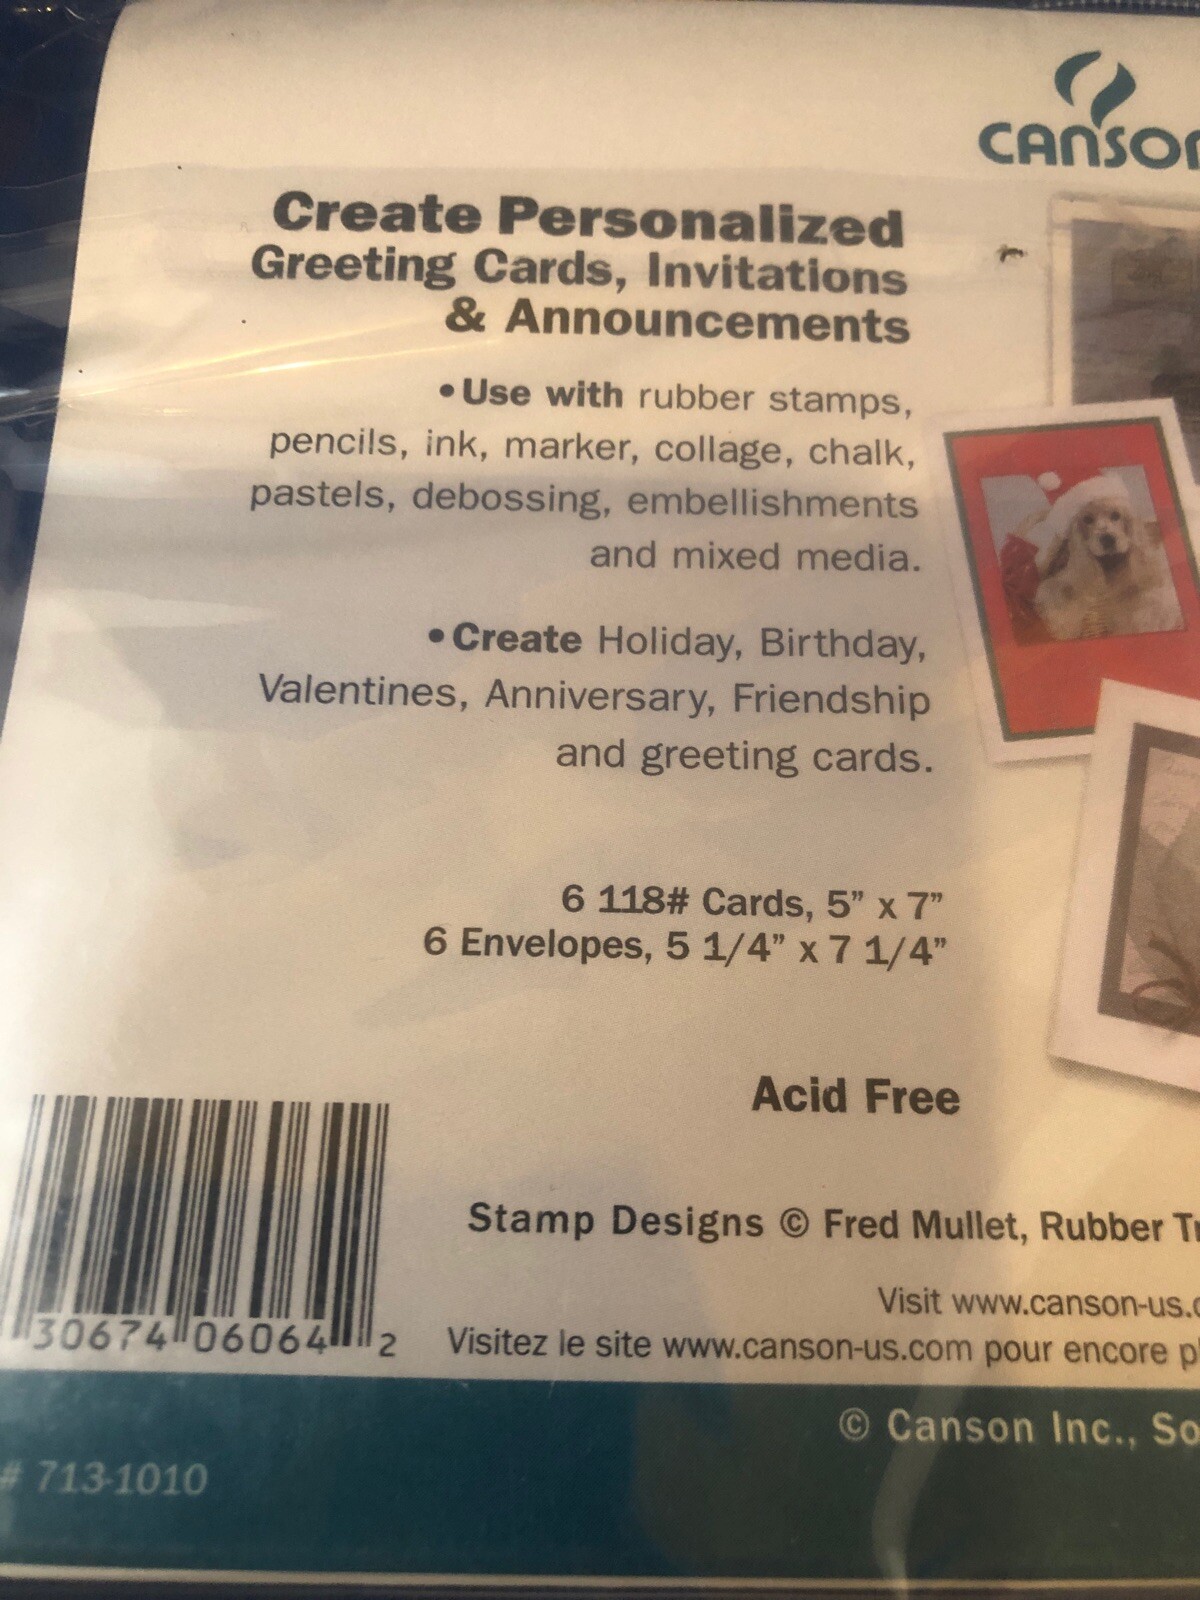 Create Personalized
Greeting Cards, Invitations
& Announcements
• Use with rubber stamps,
pencils, ink, marker, collage, chalk,
pastels, debossing, embellishments
and mixed media.
• Create Holiday, Birthday,
Valentines, Anniversary, Friendship
and greeting cards.
6 118# Cards, 5” x 7”
6 Envelopes, 5 1/4” x 7 1/4”
Acid Free
Stamp Designs © Fred Mullet, Rubber
Visit www.canson-us.
Visitez le site www.canson-us.com pour encore
30674 06064 2
© Canson Inc.,
# 713-1010
CANSON